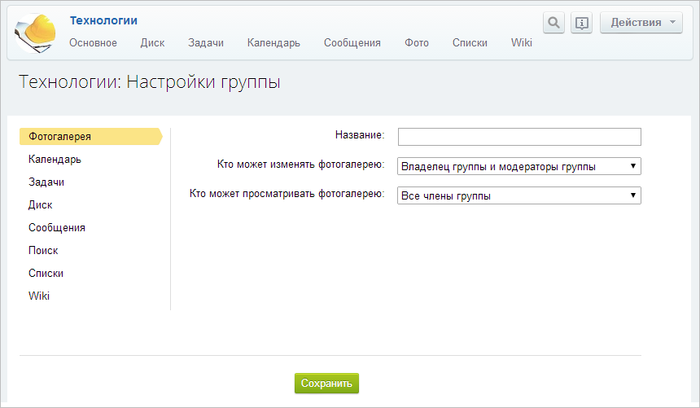 Технологии
Действия
Основное Диск Задачи Календарь Сообщения Фото Списки Wiki
Технологии: Настройки группы
Фотогалерея
Календарь
Задачи
Диск
Сообщения
Поиск
Списки
Wiki
Название:
Кто может изменять фотогалерею: Владелец группы и модераторы группы
Кто может просматривать фотогалерею: Все члены группы
Сохранить